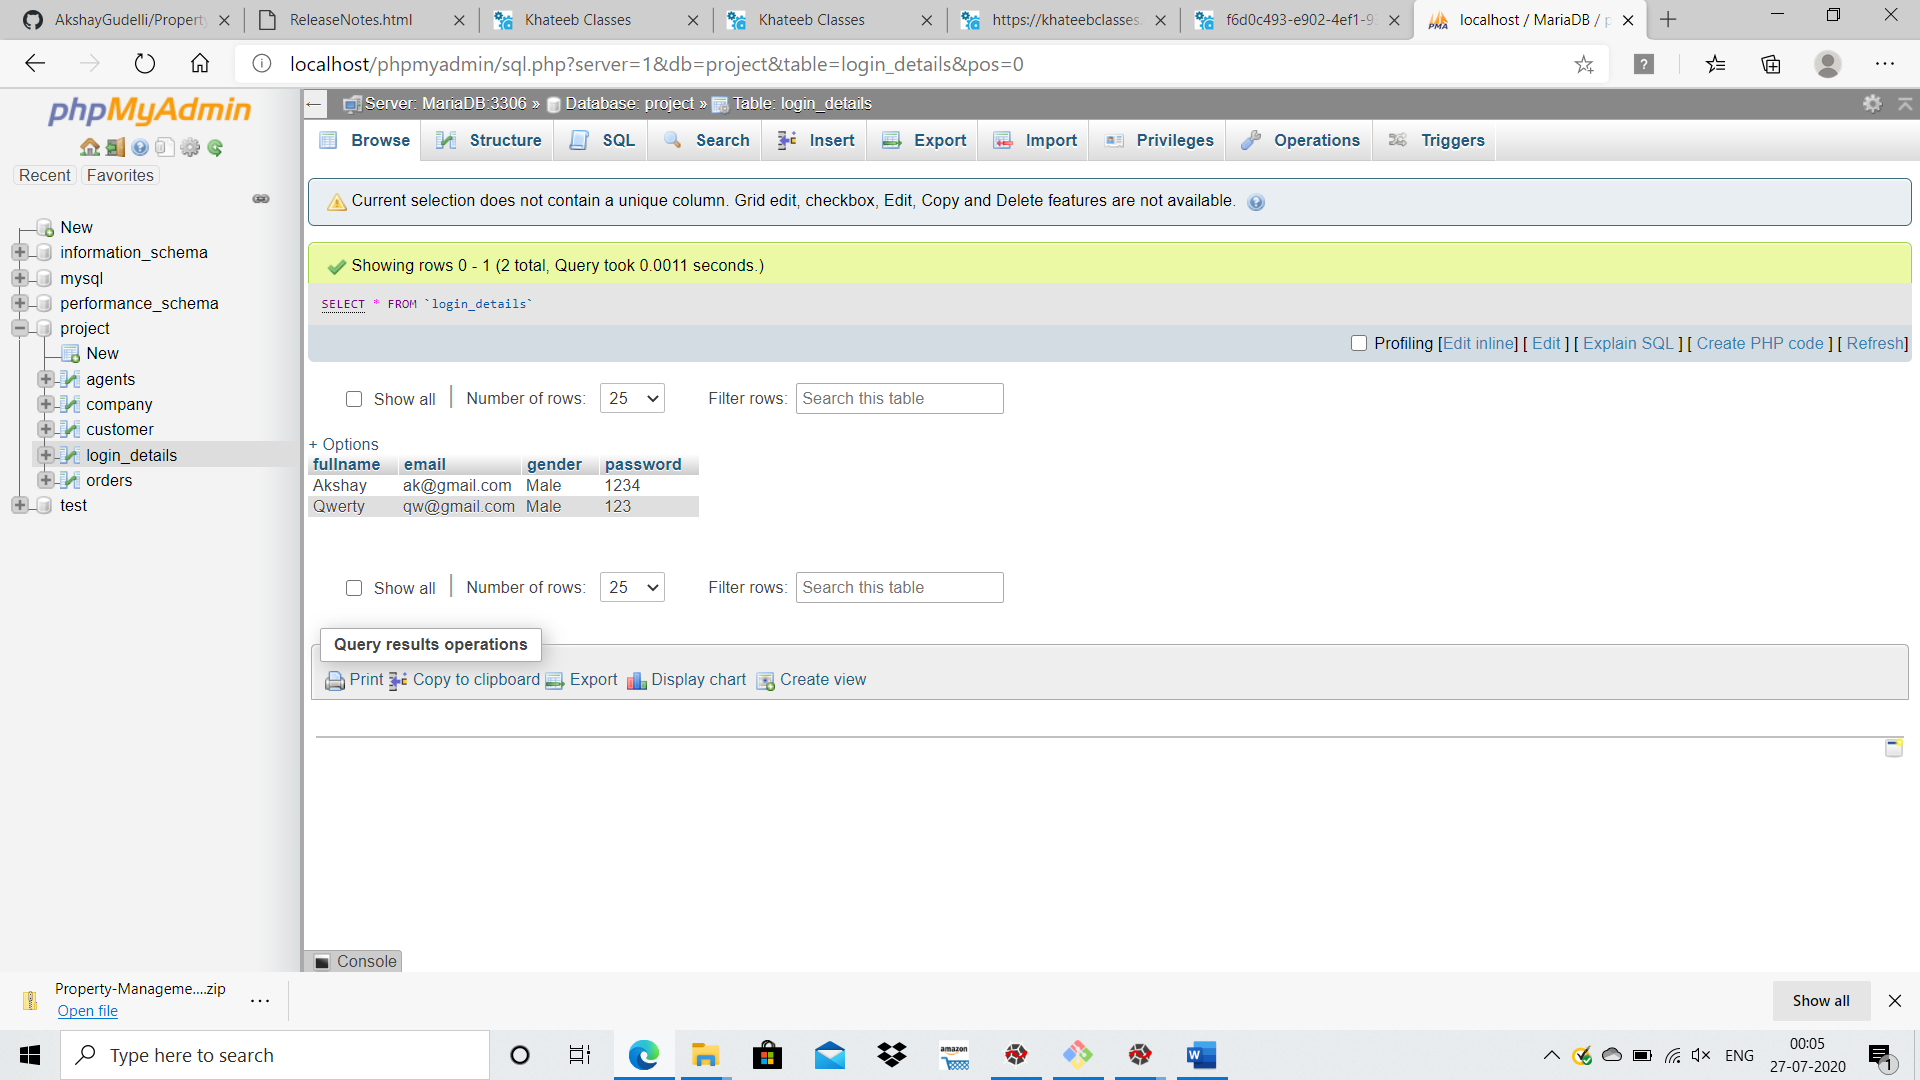 AkshayGudelli/Property
ReleaseNotes.html
Khateeb Classes
Khateeb Classes
https://khateebclasses.
f6d0c493-e902-4ef1-93
localhost / MariaDB / p
localhost/phpmyadmin/sql.php?server=1&db=project&table=login_details&pos=0
phpMyAdmin
Recent Favorites
New
information_schema
mysql
performance_schema
project
New
agents
company
customer
login_details
orders
test
Server: MariaDB:3306 » Database: project » Table: login_details
Browse Structure SQL Search Insert Export Import Privileges Operations Triggers
Current selection does not contain a unique column. Grid edit, checkbox, Edit, Copy and Delete features are not available.
Showing rows 0 - 1 (2 total, Query took 0.0011 seconds.)
SELECT * FROM `login_details`
Profiling [Edit inline] [ Edit ] [ Explain SQL ] [ Create PHP code ] [ Refresh]
Show all Number of rows: 25 Filter rows: Search this table
+ Options
fullname email gender password
Akshay ak@gmail.com Male 1234
Qwerty qw@gmail.com Male 123
Show all Number of rows: 25 Filter rows: Search this table
Query results operations
Print Copy to clipboard Export Display chart Create view
Console
Property-Manageme....zip
Open file
Show all
Type here to search
amazon
W
ENG
00:05
27-07-2020
1